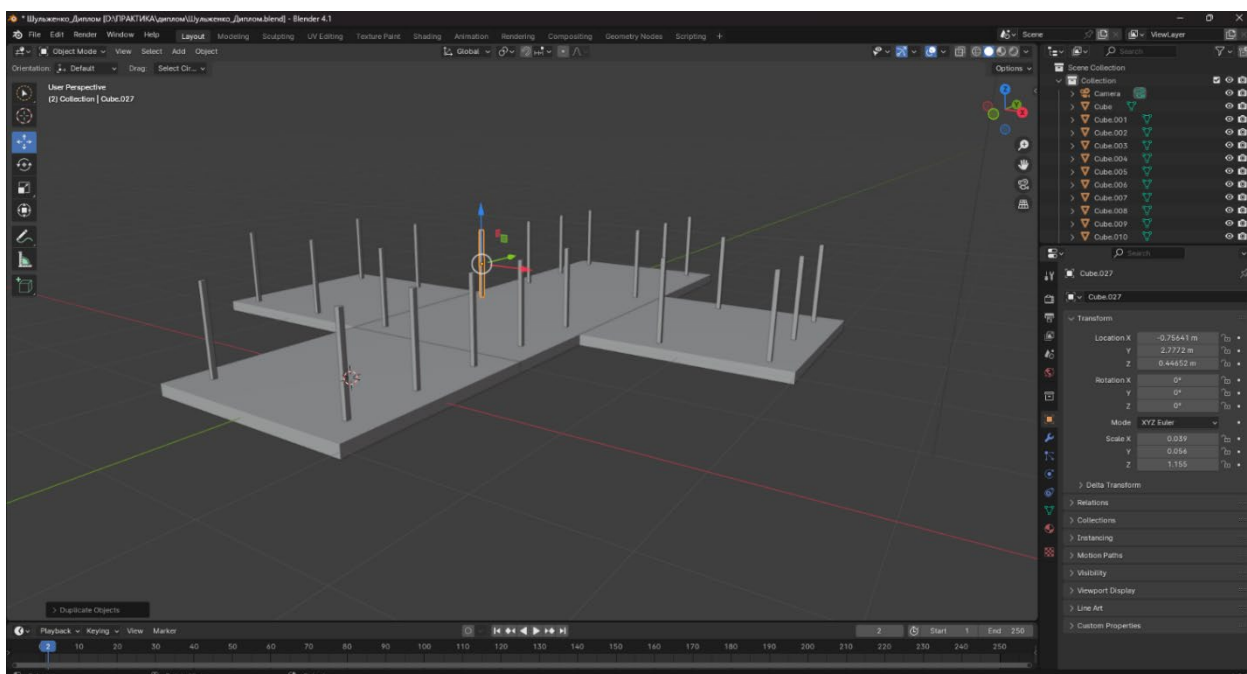 * Шульженко_Диплом [D:\ПРАКТИКА\диплом\Шульженко_Диплом.blend] - Blender 4.1
File Edit Render Window Help Layout Modeling Sculpting UV Editing Texture Paint Shading Animation Rendering Compositing Geometry Nodes Scripting + Scene ViewLayer
Object Mode View Select Add Object Global Search
Orientation: Default Drag: Select Cir... Options
User Perspective
(2) Collection | Cube.027
Z
Y
X
Scene Collection
Collection
Camera
Cube
Cube.001
Cube.002
Cube.003
Cube.004
Cube.005
Cube.006
Cube.007
Cube.008
Cube.009
Cube.010
Search
Cube.027
Cube.027
Transform
Location X -0.75641 m
Y 2.7772 m
Z 0.44652 m
Rotation X 0°
Y 0°
Z 0°
Mode XYZ Euler
Scale X 0.039
Y 0.056
Z 1.155
Delta Transform
Relations
Collections
Instancing
Motion Paths
Visibility
Viewport Display
Line Art
Custom Properties
Duplicate Objects
Playback Keying View Marker 2 Start 1 End 250
2 10 20 30 40 50 60 70 80 90 100 110 120 130 140 150 160 170 180 190 200 210 220 230 240 250